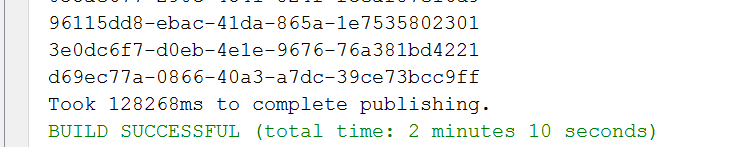 96115dd8-ebac-41da-865a-1e7535802301
3e0dc6f7-d0eb-4e1e-9676-76a381bd4221
d69ec77a-0866-40a3-a7dc-39ce73bcc9ff
Took 128268ms to complete publishing.
BUILD SUCCESSFUL (total time: 2 minutes 10 seconds)